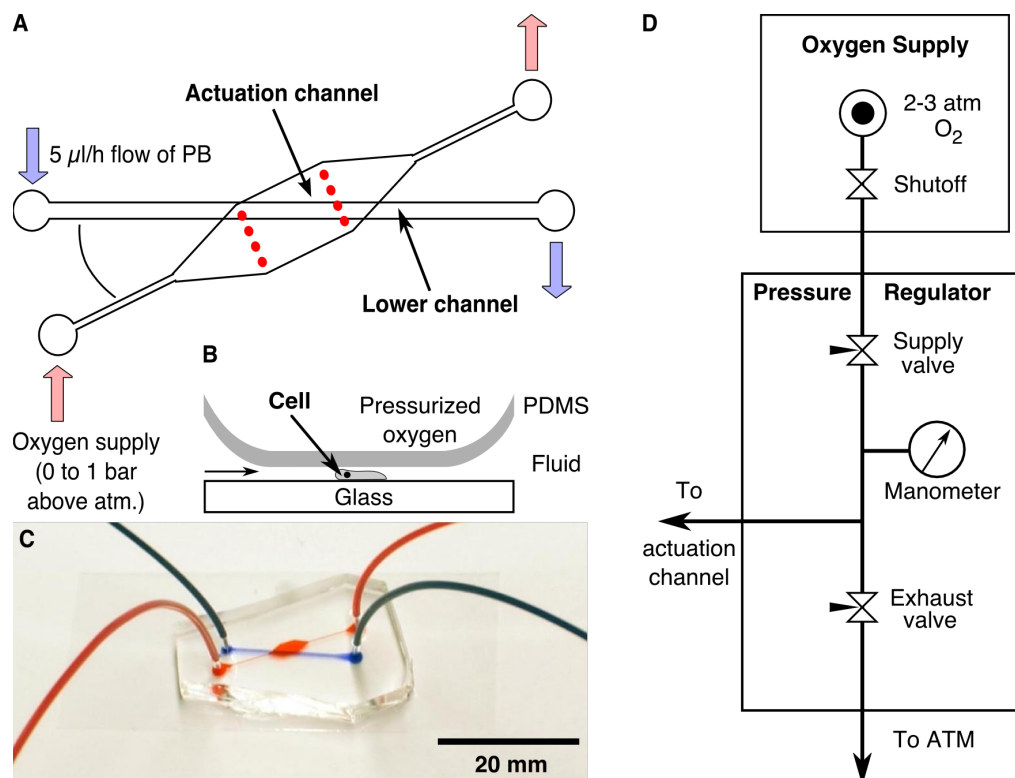 A
Actuation channel
5 µl/h flow of PB
Lower channel
Oxygen supply
(0 to 1 bar
above atm.)
B
Cell
Pressurized
oxygen
PDMS
Fluid
Glass
C
20 mm
D
Oxygen Supply
2-3 atm
O₂
Shutoff
Pressure Regulator
Supply
valve
Manometer
To
actuation
channel
Exhaust
valve
To ATM